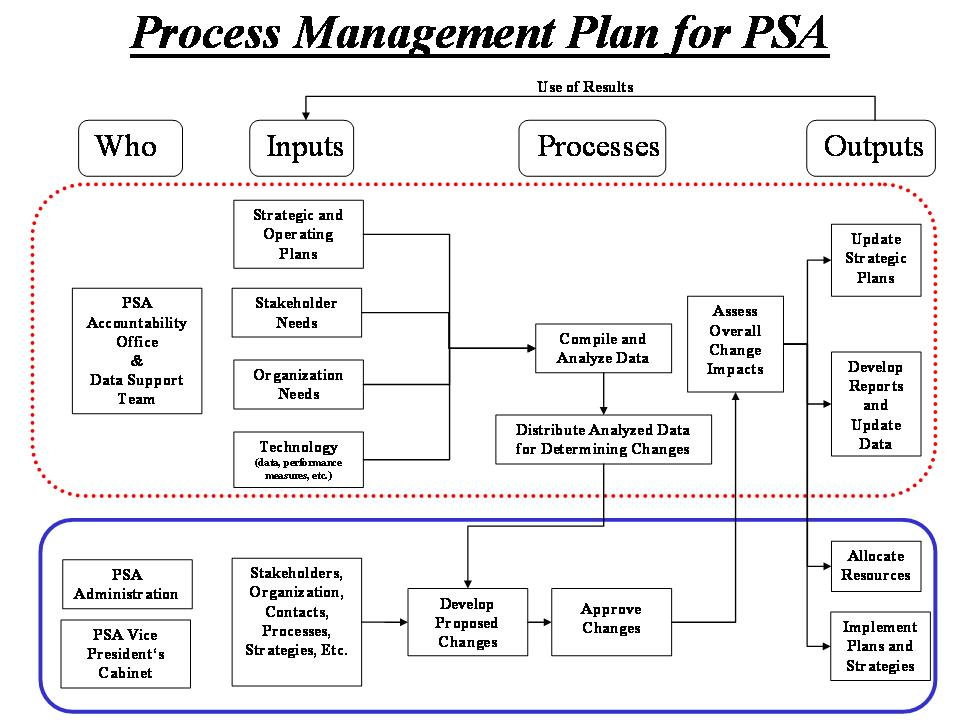 Process Management Plan for PSA
Use of Results
Who
Inputs
Processes
Outputs
Strategic and
Operating
Plans
Stakeholder
Needs
Organization
Needs
Technology
(data, performance
measures, etc.)
PSA
Accountability
Office
&
Data Support
Team
Compile and
Analyze Data
Distribute Analyzed Data
for Determining Changes
Assess
Overall
Change
Impacts
Update
Strategic
Plans
Develop
Reports
and
Update
Data
PSA
Administration
PSA Vice
President's
Cabinet
Stakeholders,
Organization,
Contacts,
Processes,
Strategies, Etc.
Develop
Proposed
Changes
Approve
Changes
Allocate
Resources
Implement
Plans and
Strategies